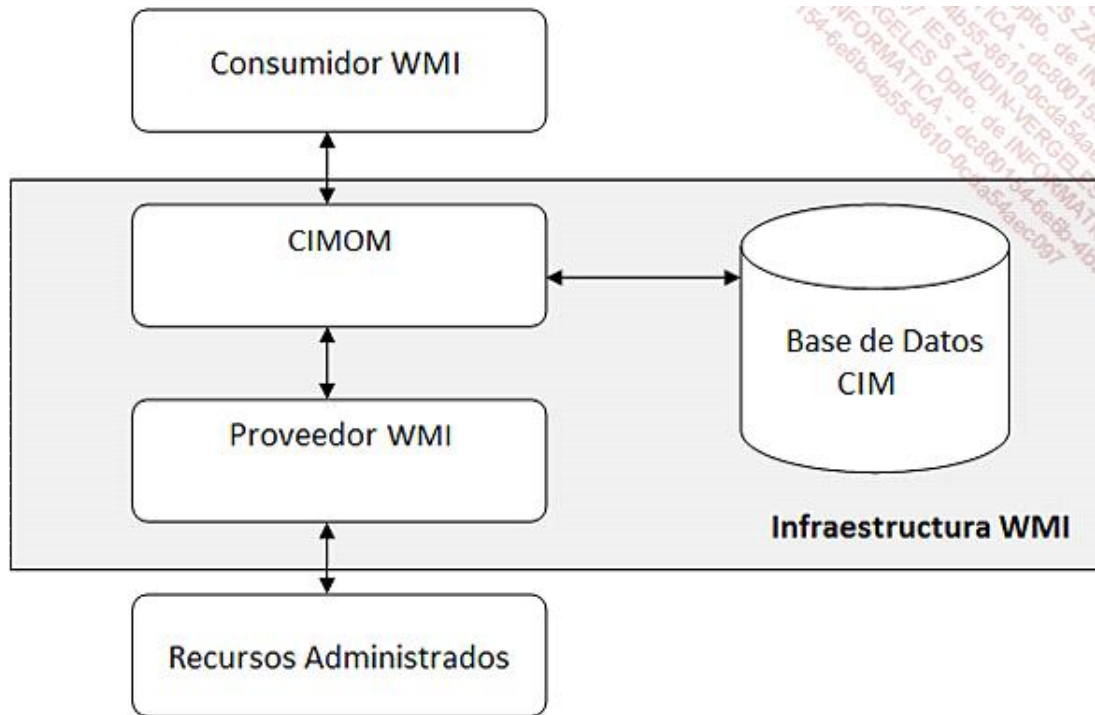 Consumidor WMI
CIMOM
Base de Datos
CIM
Proveedor WMI
Infraestructura WMI
Recursos Administrados